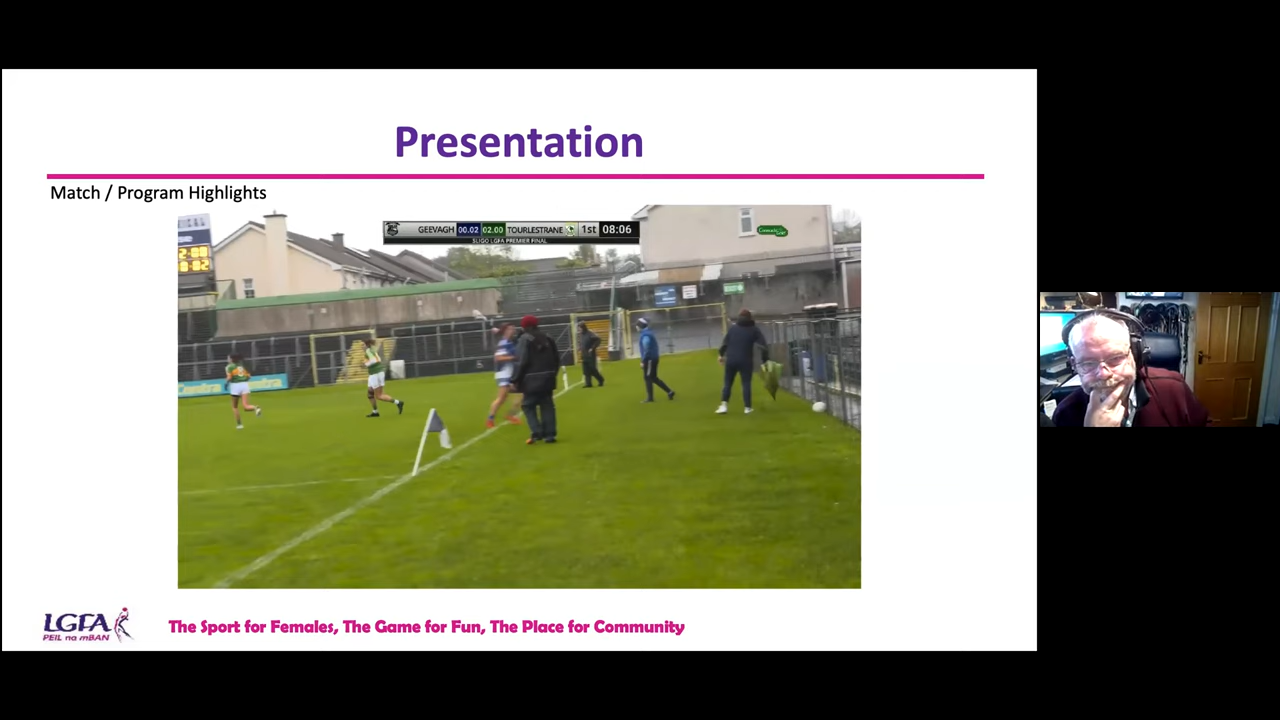 Presentation
Match / Program Highlights
GEEVAGH 00.02 02.00 TOURLESTRANE 1st 08:06
SLIGO LGFA PREMIER FINAL
Centra
LGFA
PEIL na mBAN
The Sport for Females, The Game for Fun, The Place for Community